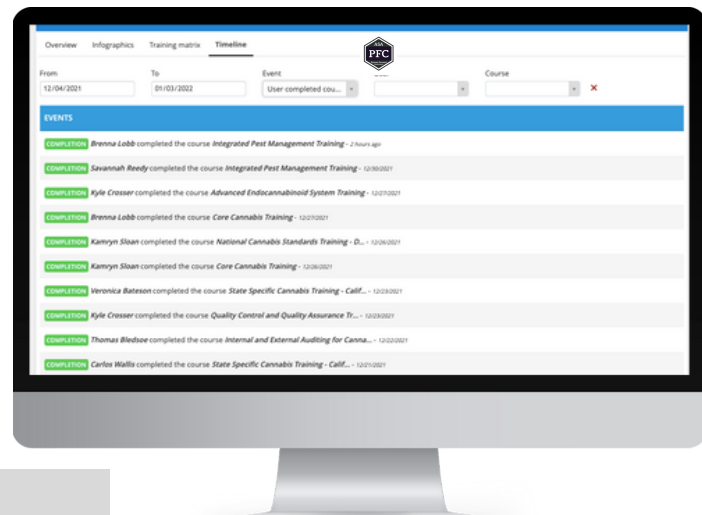 Overview Infographics Training matrix Timeline
ASA
PFC
From To Event Course
12/04/2021 01/03/2022 User completed cou...
EVENTS
COMPLETION Brenna Lobb completed the course Integrated Pest Management Training - 2 hours ago
COMPLETION Savannah Reedy completed the course Integrated Pest Management Training - 12/30/2021
COMPLETION Kyle Crosser completed the course Advanced Endocannabinoid System Training - 12/27/2021
COMPLETION Brenna Lobb completed the course Core Cannabis Training - 12/27/2021
COMPLETION Kamryn Sloan completed the course National Cannabis Standards Training - D... - 12/26/2021
COMPLETION Kamryn Sloan completed the course Core Cannabis Training - 12/26/2021
COMPLETION Veronica Bateson completed the course State Specific Cannabis Training - Calif... - 12/23/2021
COMPLETION Kyle Crosser completed the course Quality Control and Quality Assurance Tr... - 12/23/2021
COMPLETION Thomas Bledsoe completed the course Internal and External Auditing for Canna... - 12/22/2021
COMPLETION Carlos Wallis completed the course State Specific Cannabis Training - Calif... - 12/21/2021